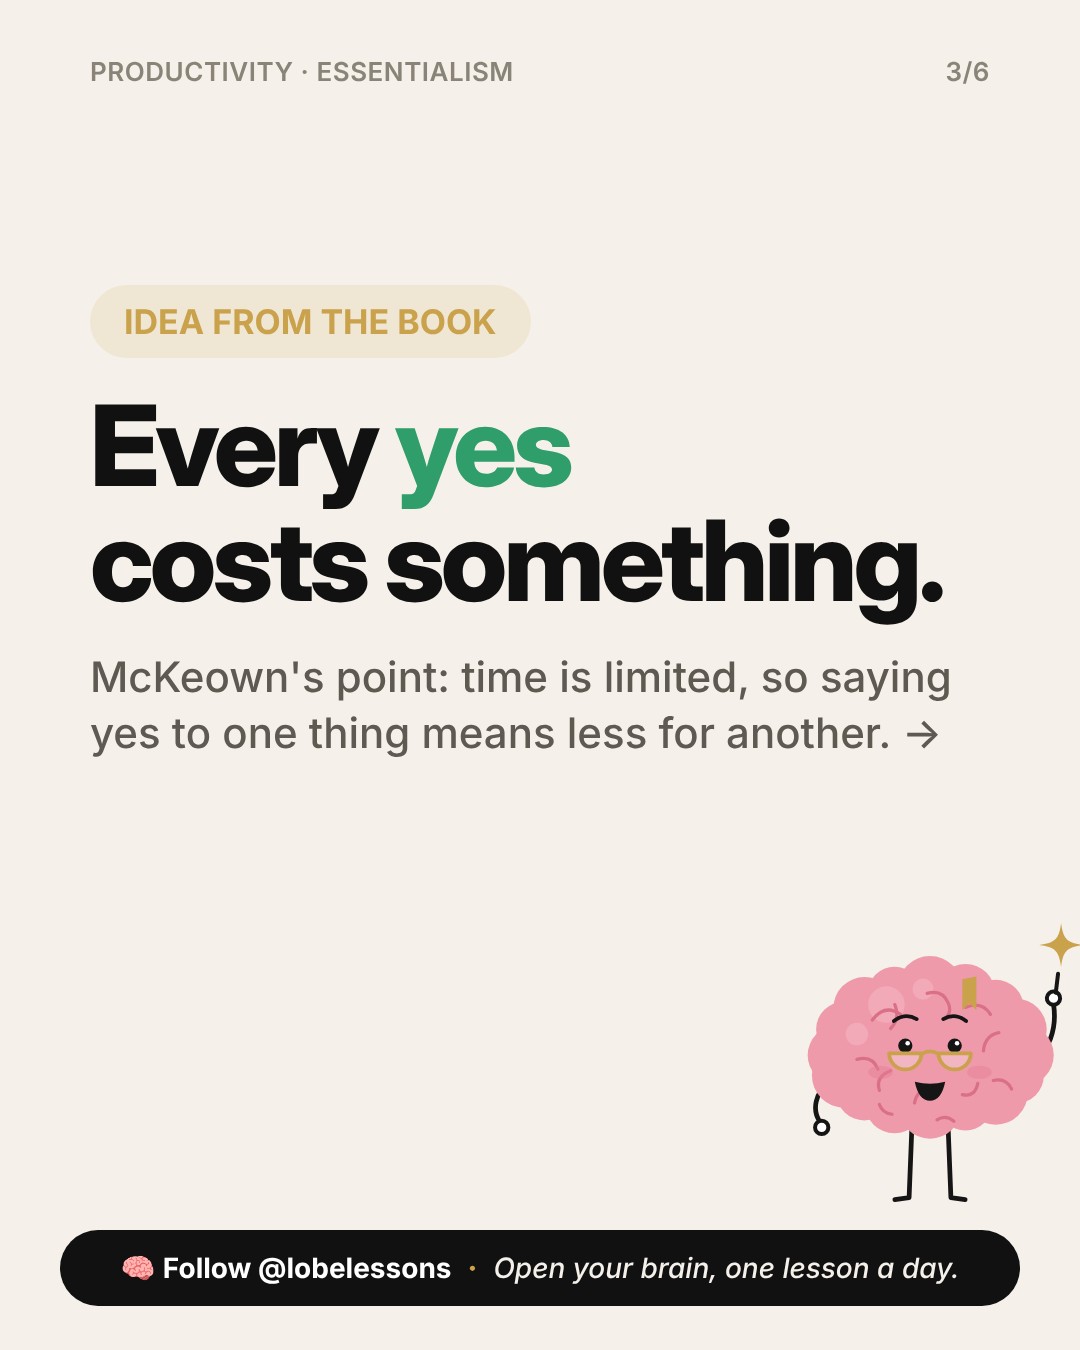 PRODUCTIVITY · ESSENTIALISM
3/6
IDEA FROM THE BOOK
Every yes
costs something.
McKeown's point: time is limited, so saying
yes to one thing means less for another. →
🧠 Follow @lobelessons · Open your brain, one lesson a day.